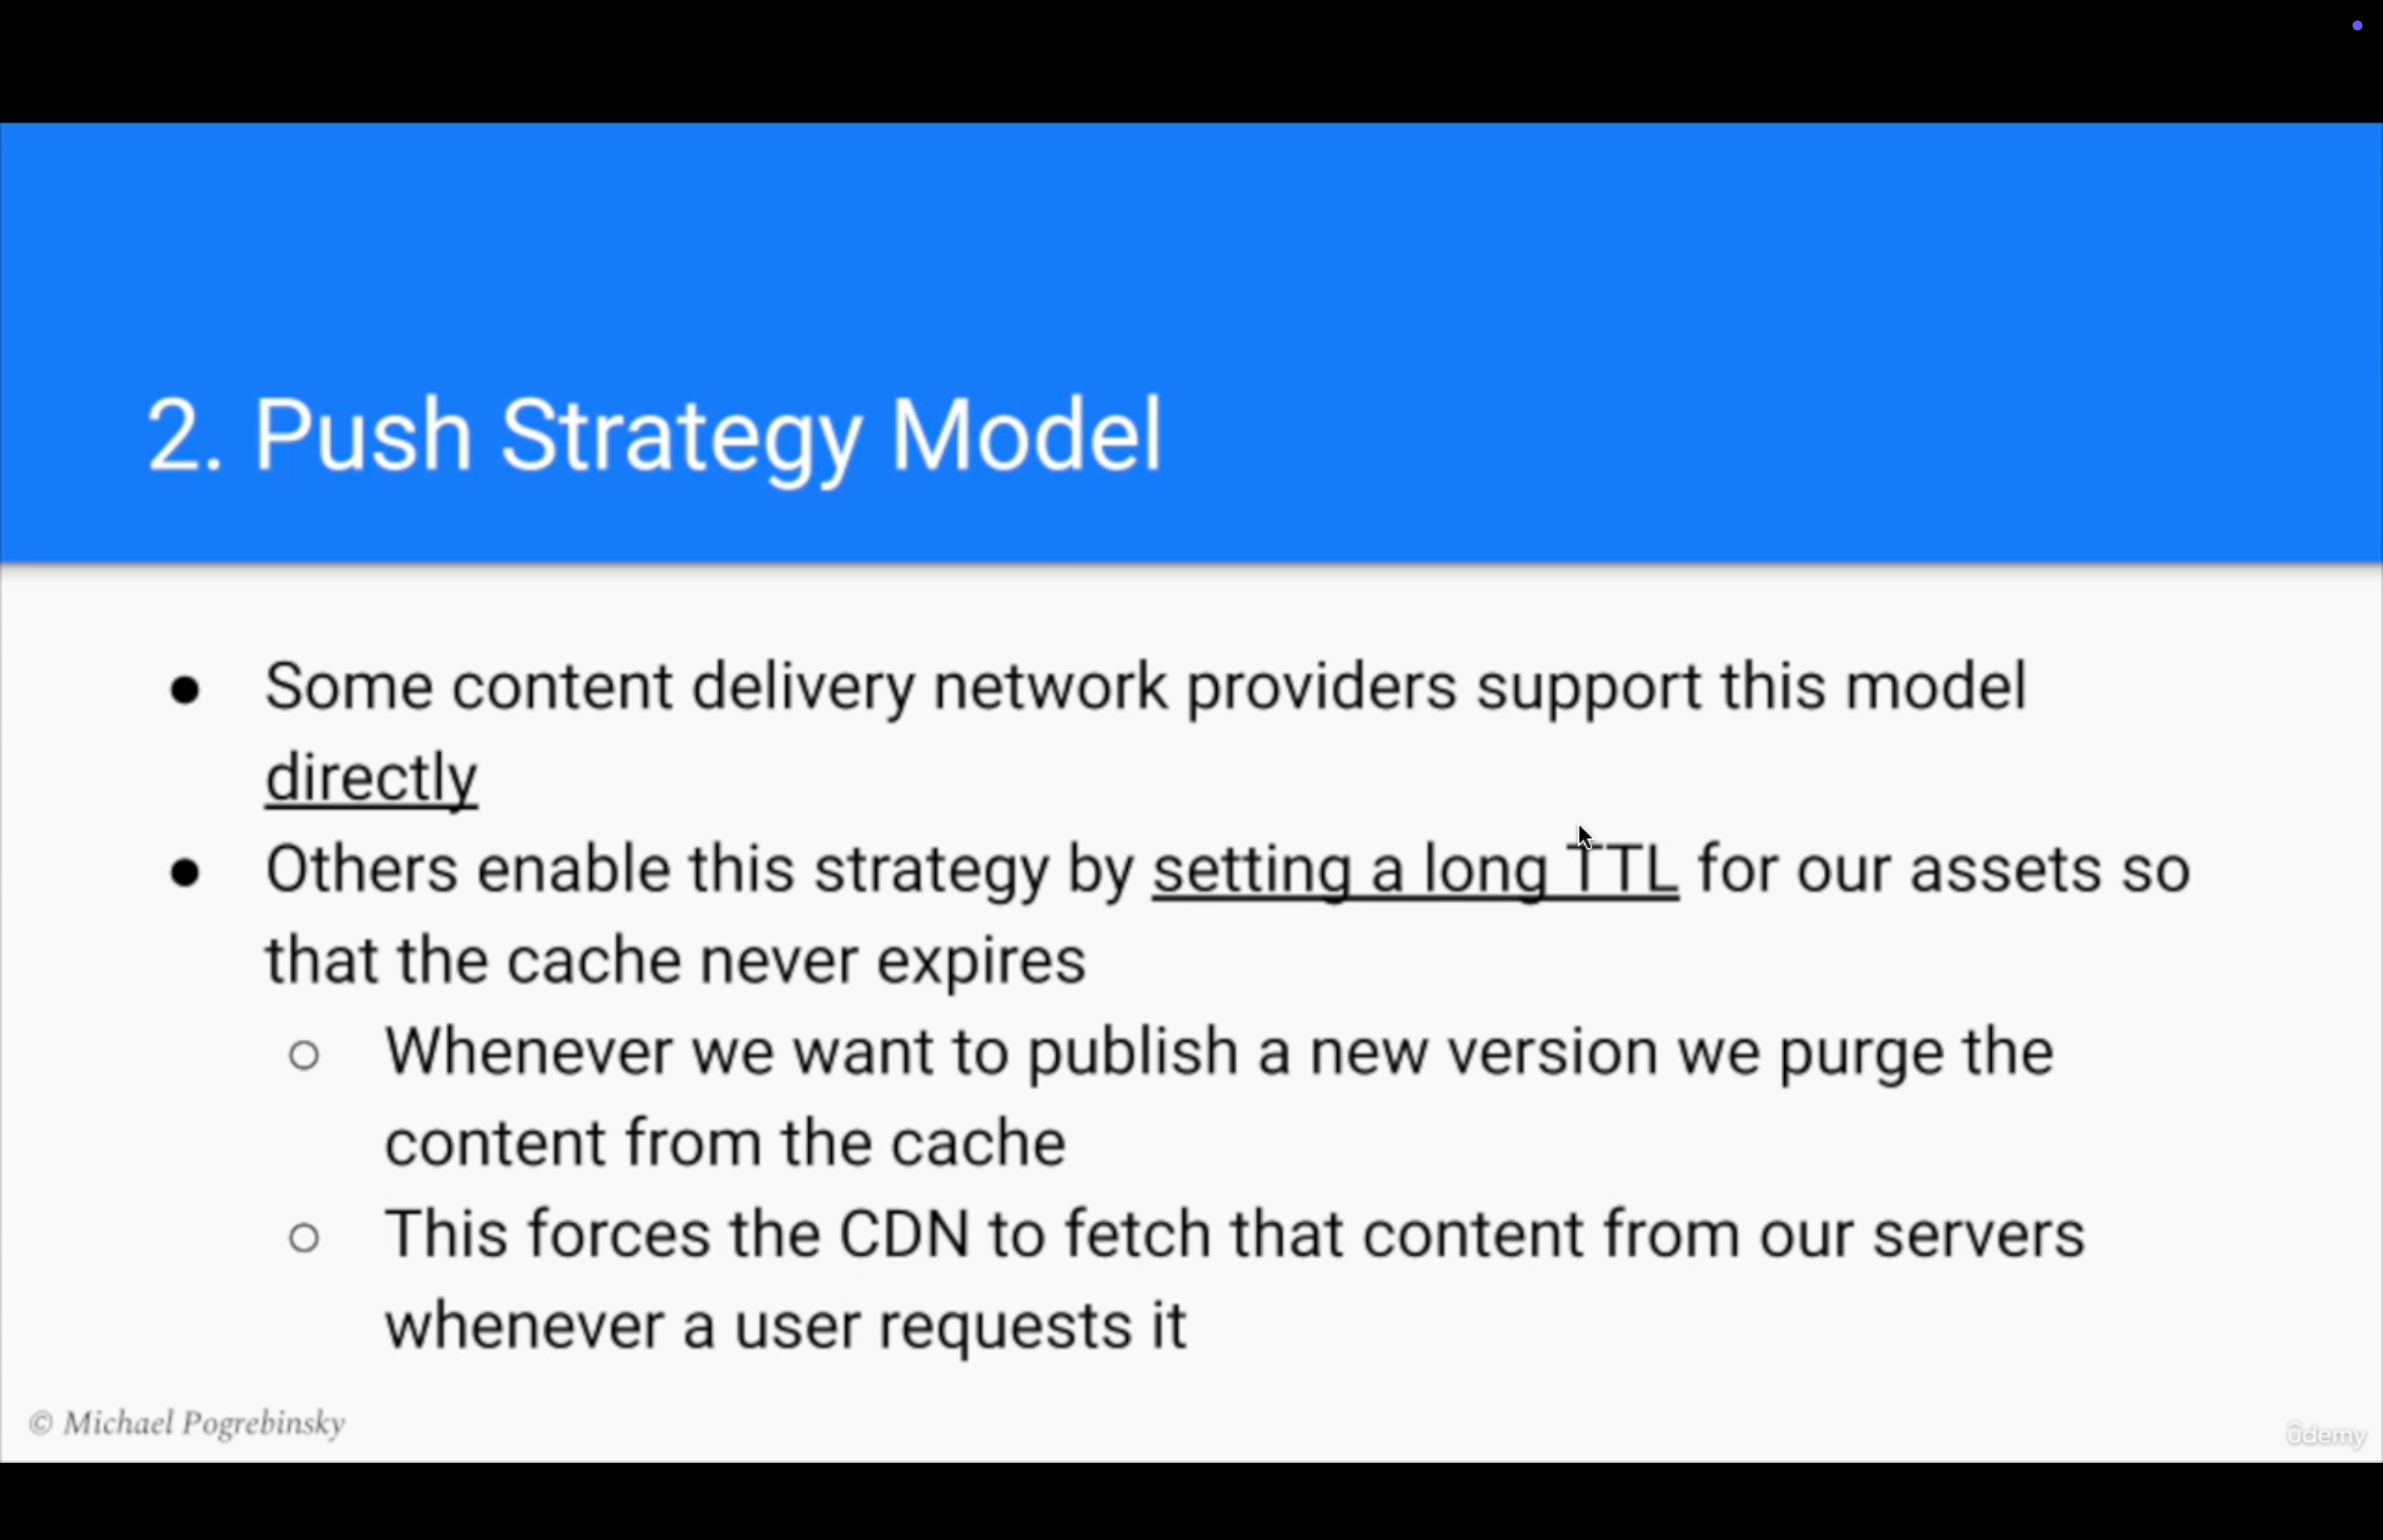 2. Push Strategy Model
● Some content delivery network providers support this model
directly
● Others enable this strategy by setting a long TTL for our assets so
that the cache never expires
○ Whenever we want to publish a new version we purge the
content from the cache
○ This forces the CDN to fetch that content from our servers
whenever a user requests it
© Michael Pogrebinsky
ûdemy